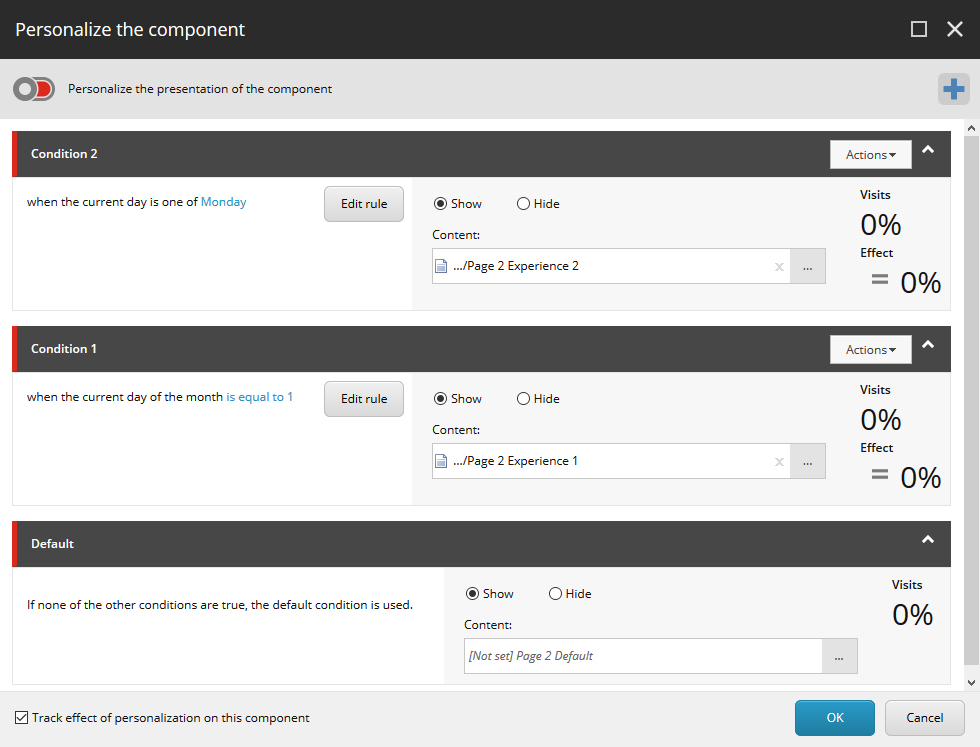 Personalize the component
Personalize the presentation of the component
Condition 2
Actions
when the current day is one of Monday
Edit rule
Show
Hide
Content:
.../Page 2 Experience 2
x
...
Visits
0%
Effect
= 0%
Condition 1
Actions
when the current day of the month is equal to 1
Edit rule
Show
Hide
Content:
.../Page 2 Experience 1
x
...
Visits
0%
Effect
= 0%
Default
If none of the other conditions are true, the default condition is used.
Show
Hide
Content:
[Not set] Page 2 Default
...
Visits
0%
Track effect of personalization on this component
OK
Cancel